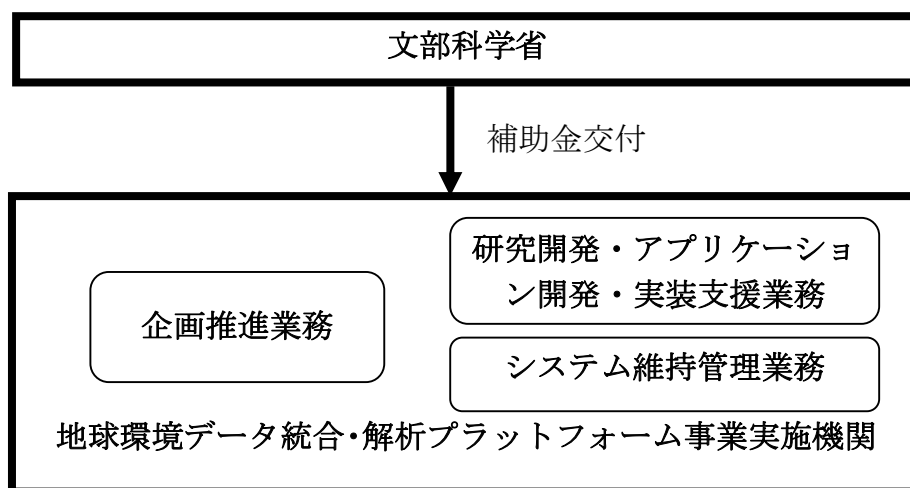 文部科学省
補助金交付
企画推進業務
研究開発・アプリケーショ
ン開発・実装支援業務
システム維持管理業務
地球環境データ統合・解析プラットフォーム事業実施機関